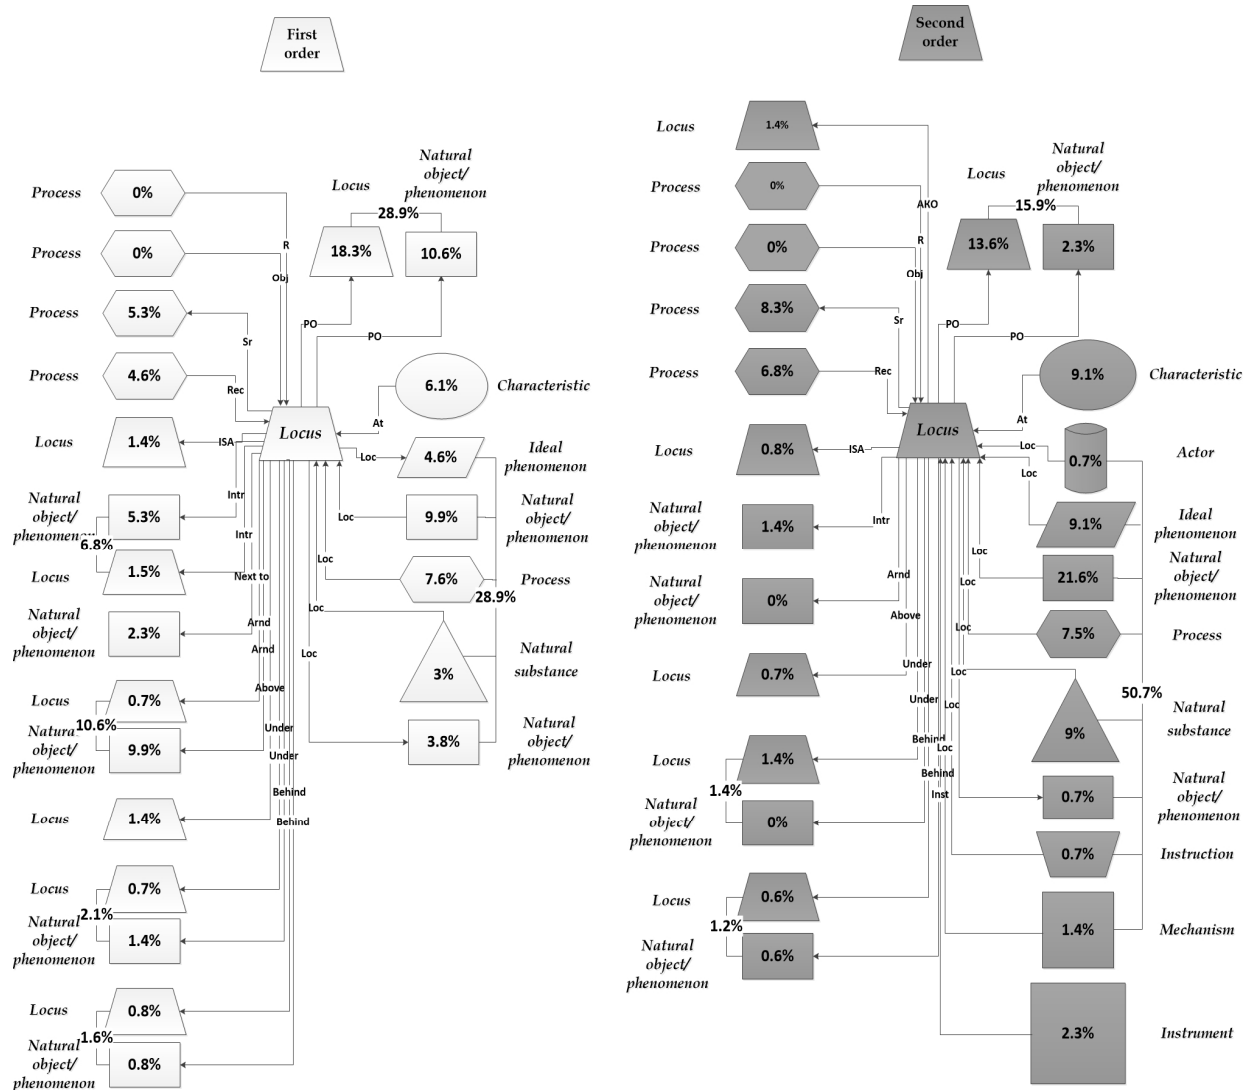 First
order
Natural
object/
phenomenon
Locus
28.9%
Process
0%
18.3%
10.6%
R
Process
0%
Obj
Process
5.3%
PO
PO
Sr
Process
4.6%
Rec
6.1%
Characteristic
At
Locus
1.4%
ISA
Locus
Loc
4.6%
Ideal
phenomenon
Intr
Natural
object/
phenomenon
5.3%
Loc
9.9%
Natural
object/
phenomenon
6.8%
Intr
Locus
1.5%
Next to
Loc
7.6%
Process
28.9%
Natural
object/
phenomenon
2.3%
Arnd
Loc
Arnd
Loc
3%
Natural
substance
Above
Locus
0.7%
10.6%
Natural
object/
phenomenon
9.9%
Under
3.8%
Natural
object/
phenomenon
Under
Behind
Locus
1.4%
Behind
Locus
0.7%
2.1%
Natural
object/
phenomenon
1.4%
Locus
0.8%
1.6%
Natural
object/
phenomenon
0.8%
Second
order
Locus
1.4%
Natural
object/
phenomenon
Locus
15.9%
Process
0%
AKO
13.6%
2.3%
R
Process
0%
Obj
Process
8.3%
Sr
PO
PO
Process
6.8%
Rec
9.1%
Characteristic
At
Locus
0.8%
ISA
Locus
Loc
0.7%
Actor
Loc
Natural
object/
phenomenon
1.4%
Intr
9.1%
Ideal
phenomenon
Loc
Arnd
Loc
21.6%
Natural
object/
phenomenon
Natural
object/
phenomenon
0%
Above
Loc
7.5%
Process
Under
Locus
0.7%
Loc
50.7%
Under
Loc
9%
Natural
substance
Behind
Loc
Locus
1.4%
1.4%
Behind
Inst
0.7%
Natural
object/
phenomenon
Natural
object/
phenomenon
0%
0.7%
Instruction
Locus
0.6%
1.2%
1.4%
Mechanism
Natural
object/
phenomenon
0.6%
2.3%
Instrument